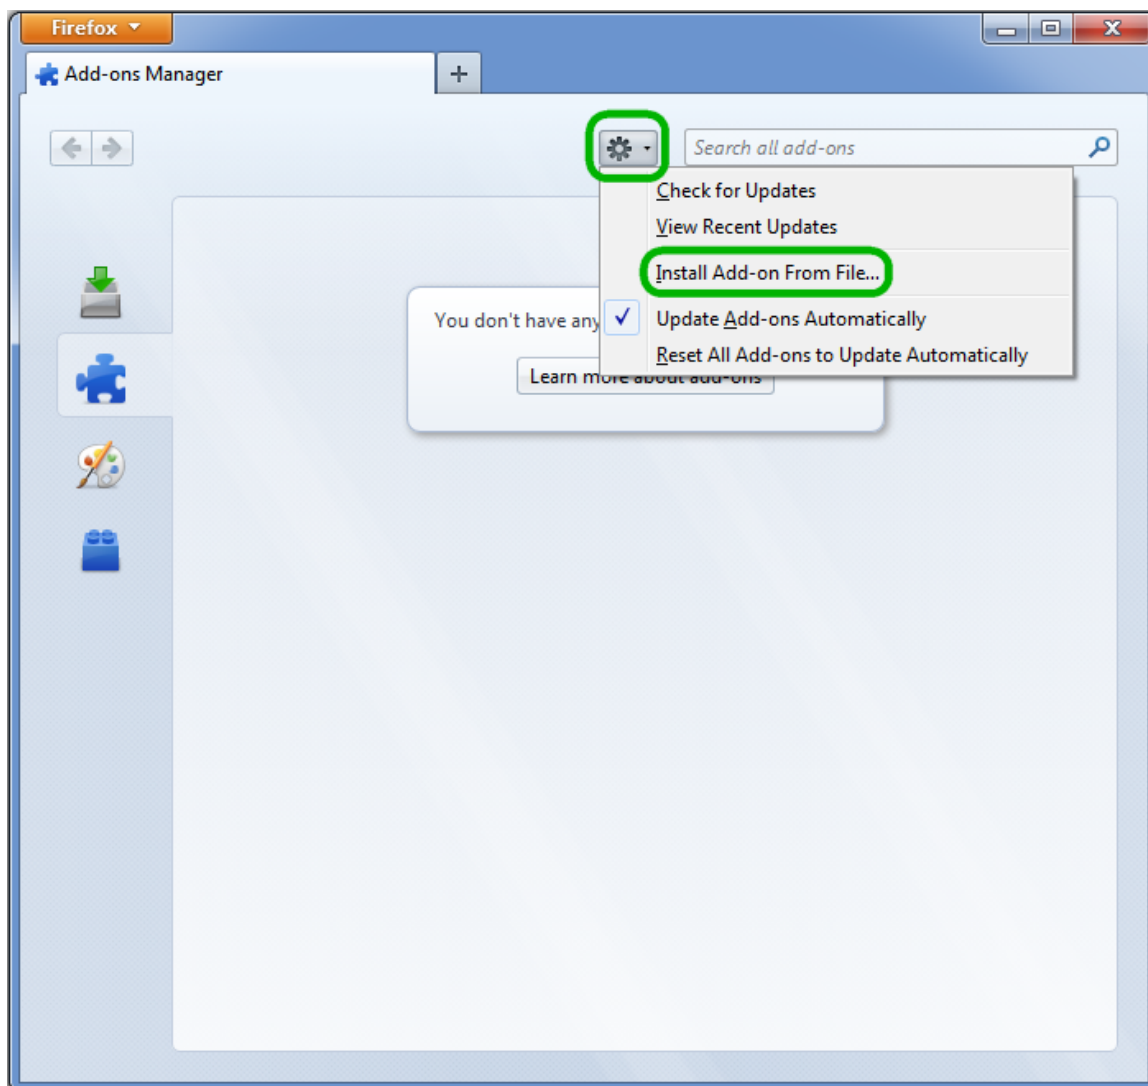 Firefox
Add-ons Manager
Search all add-ons
Check for Updates
View Recent Updates
Install Add-on From File...
You don't have any
Update Add-ons Automatically
Reset All Add-ons to Update Automatically
Learn more about add-ons